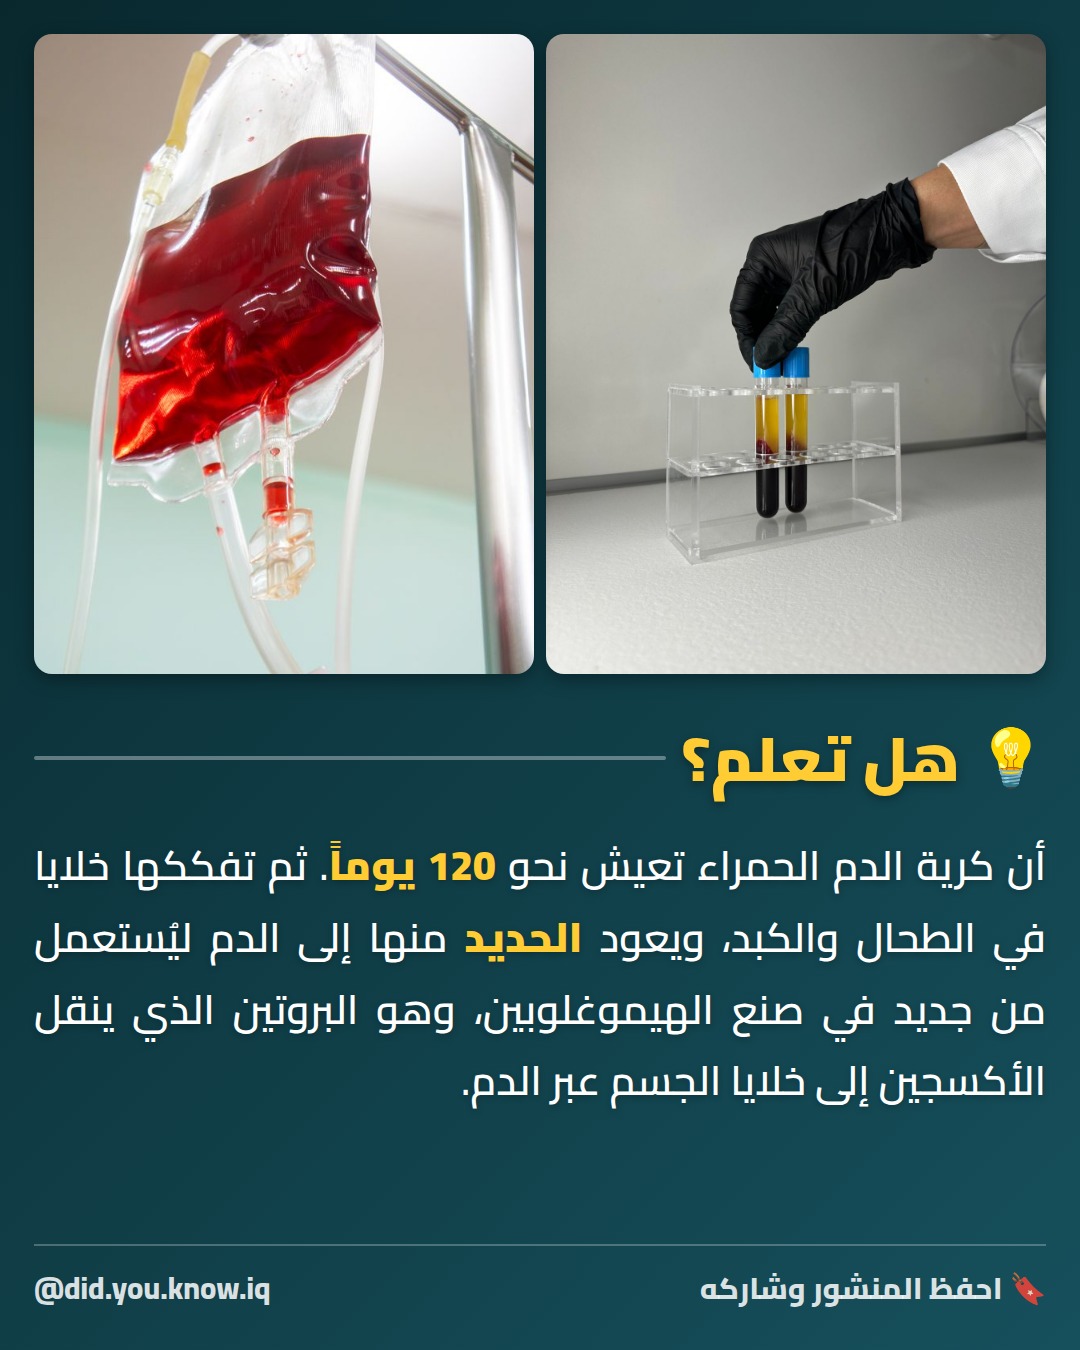 هل تعلم؟
أن كرية الدم الحمراء تعيش نحو 120 يوماً. ثم تفككها خلايا
في الطحال والكبد، ويعود الحديد منها إلى الدم ليُستعمل
من جديد في صنع الهيموغلوبين، وهو البروتين الذي ينقل
الأكسجين إلى خلايا الجسم عبر الدم.
احفظ المنشور وشاركه
@did.you.know.iq